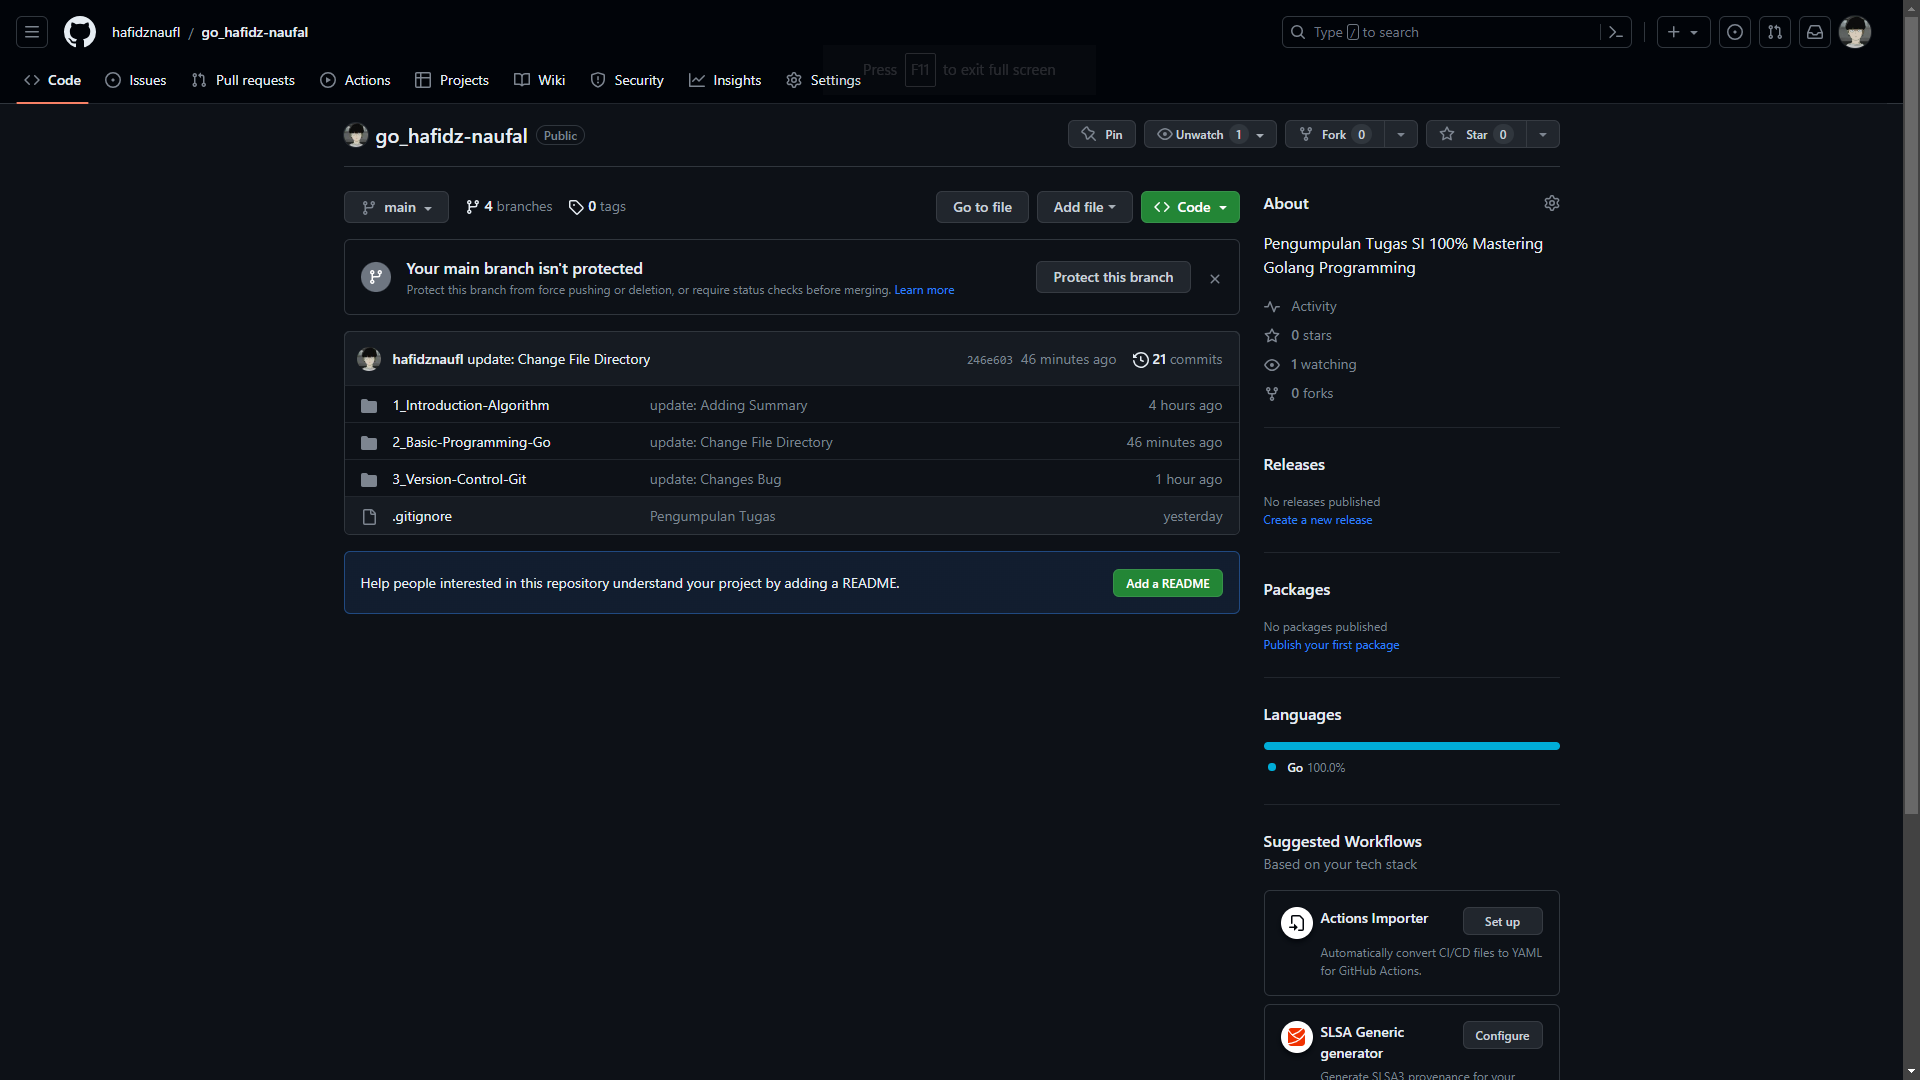 hafidznaufl / go_hafidz-naufal
Type / to search
Code
Issues
Pull requests
Actions
Projects
Wiki
Security
Insights
Settings
Press F11 to exit full screen
go_hafidz-naufal Public
Pin
Unwatch 1
Fork 0
Star 0
main
4 branches
0 tags
Go to file
Add file
Code
Your main branch isn't protected
Protect this branch from force pushing or deletion, or require status checks before merging. Learn more
Protect this branch
hafidznaufl update: Change File Directory 246e603 46 minutes ago 21 commits
1_Introduction-Algorithm update: Adding Summary 4 hours ago
2_Basic-Programming-Go update: Change File Directory 46 minutes ago
3_Version-Control-Git update: Changes Bug 1 hour ago
.gitignore Pengumpulan Tugas yesterday
Help people interested in this repository understand your project by adding a README.
Add a README
About
Pengumpulan Tugas SI 100% Mastering
Golang Programming
Activity
0 stars
1 watching
0 forks
Releases
No releases published
Create a new release
Packages
No packages published
Publish your first package
Languages
Go 100.0%
Suggested Workflows
Based on your tech stack
Actions Importer
Set up
Automatically convert CI/CD files to YAML
for GitHub Actions.
SLSA Generic
generator
Configure
Generate SLSA3 provenance for your